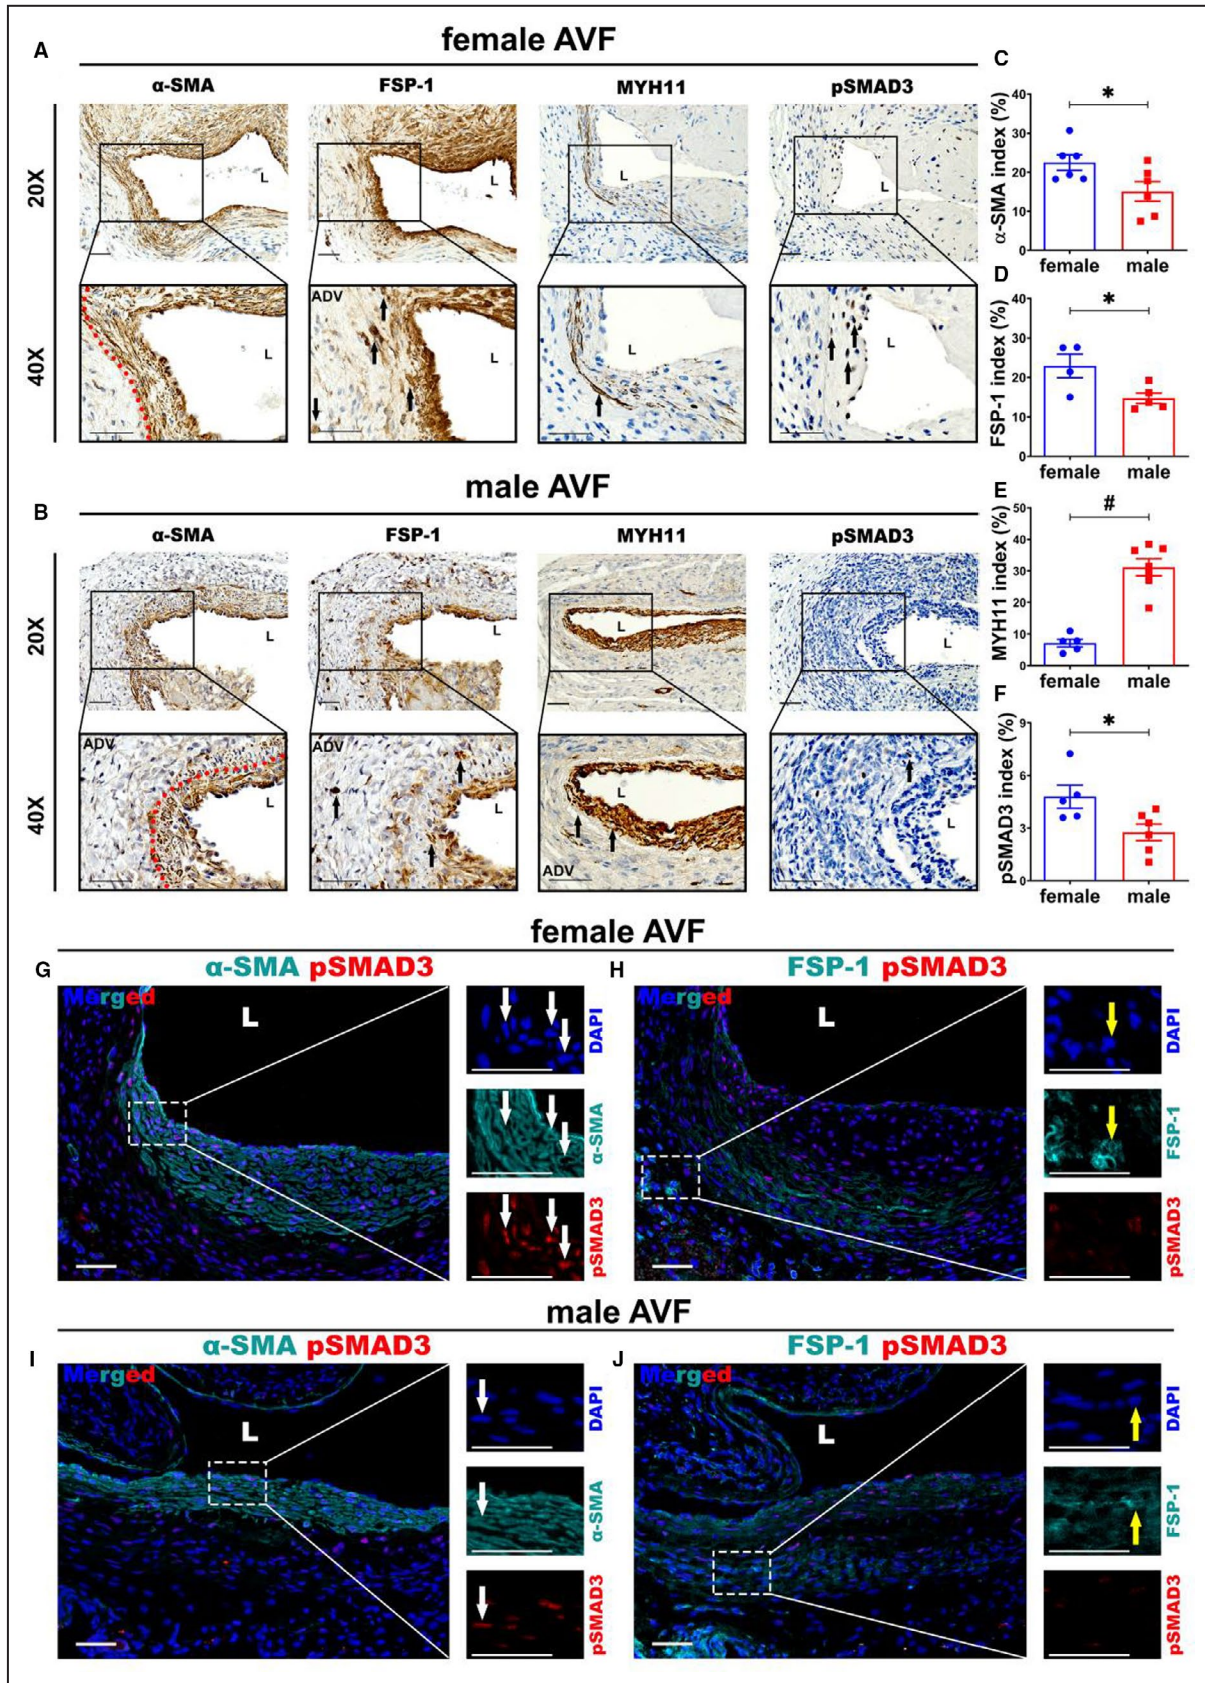 female AVF
A
α-SMA FSP-1 MYH11 pSMAD3
20X
L L L L
40X
L
ADV
L
L
L
male AVF
B
α-SMA FSP-1 MYH11 pSMAD3
20X
L L L L
40X
ADV
L
ADV
L
L
ADV
L
C
α-SMA index (%)
40
30
20
10
0
*
female male
D
FSP-1 index (%)
40
30
20
10
0
*
female male
E
MYH11 index (%)
50
40
30
20
10
0
#
female male
F
pSMAD3 index (%)
9
6
3
0
*
female male
female AVF
G
α-SMA pSMAD3
Merged
L
DAPI
α-SMA
pSMAD3
H
FSP-1 pSMAD3
Merged
L
DAPI
FSP-1
pSMAD3
male AVF
I
α-SMA pSMAD3
Merged
L
DAPI
α-SMA
pSMAD3
J
FSP-1 pSMAD3
Merged
L
DAPI
FSP-1
pSMAD3